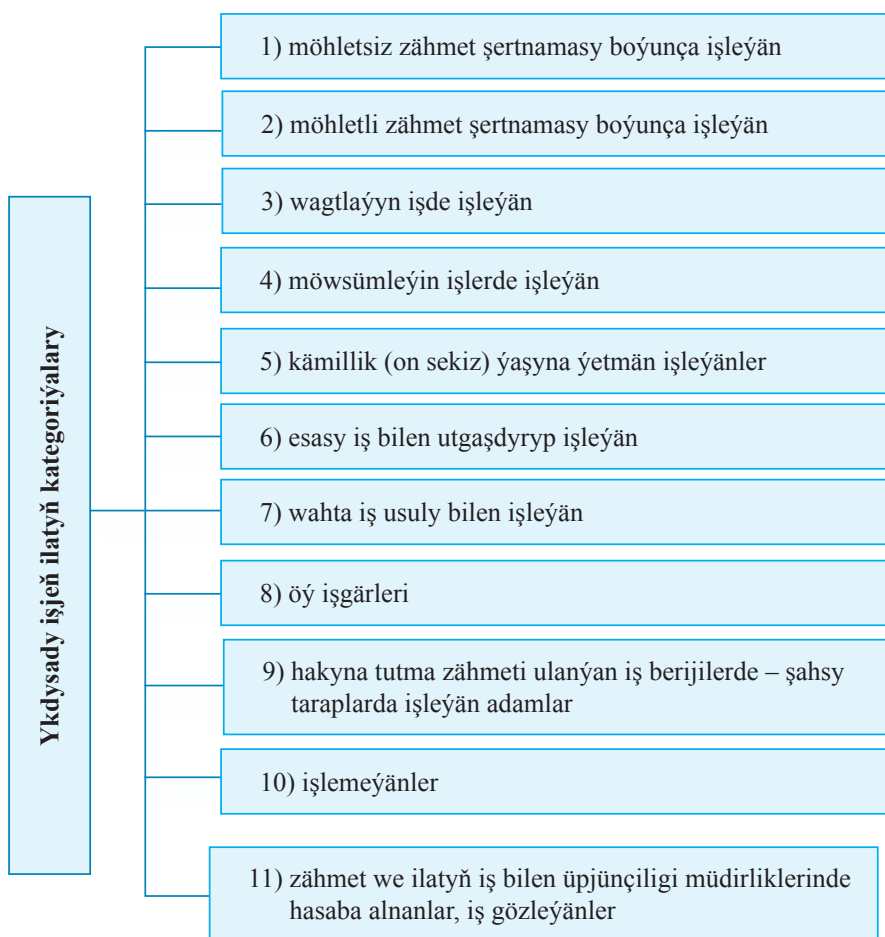 Ykdysady işjeň ilatyň kategoriýalary
1) möhletsiz zähmet şertnamasy boýunça işleýän
2) möhletli zähmet şertnamasy boýunça işleýän
3) wagtlaýyn işde işleýän
4) möwsümleýin işlerde işleýän
5) kämillik (on sekiz) ýaşyna ýetmän işleýänler
6) esasy iş bilen utgaşdyryp işleýän
7) wahta iş usuly bilen işleýän
8) öý işgärleri
9) hakyna tutma zähmeti ulanýan iş berijilerde – şahsy
taraplarda işleýän adamlar
10) işlemeýänler
11) zähmet we ilatyň iş bilen üpjünçiligi müdirliklerinde
hasaba alnanlar, iş gözleýänler